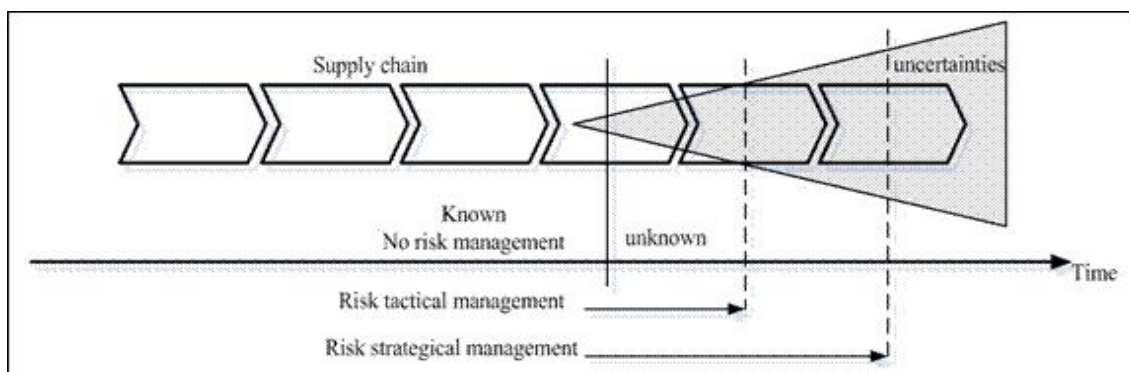 Supply chain
uncertainties
Known
No risk management
unknown
Time
Risk tactical management
Risk strategical management